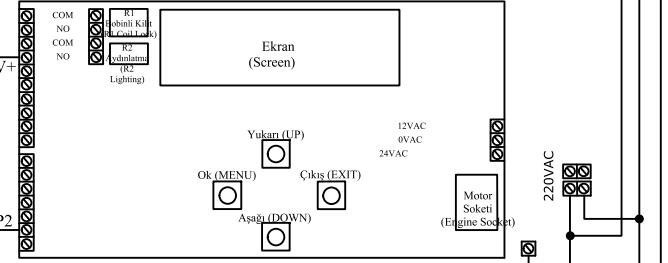 COM
NO
COM
NO
R1
Bobinli Kilit
(R1 Coil Lock)
R2
Aydınlatma
(R2
Lighting)
Ekran
(Screen)
V+
P2
Yukarı (UP)
Ok (MENU)
Çıkış (EXIT)
Aşağı (DOWN)
12VAC
0VAC
24VAC
Motor
Soketi
(Engine Socket)
220VAC